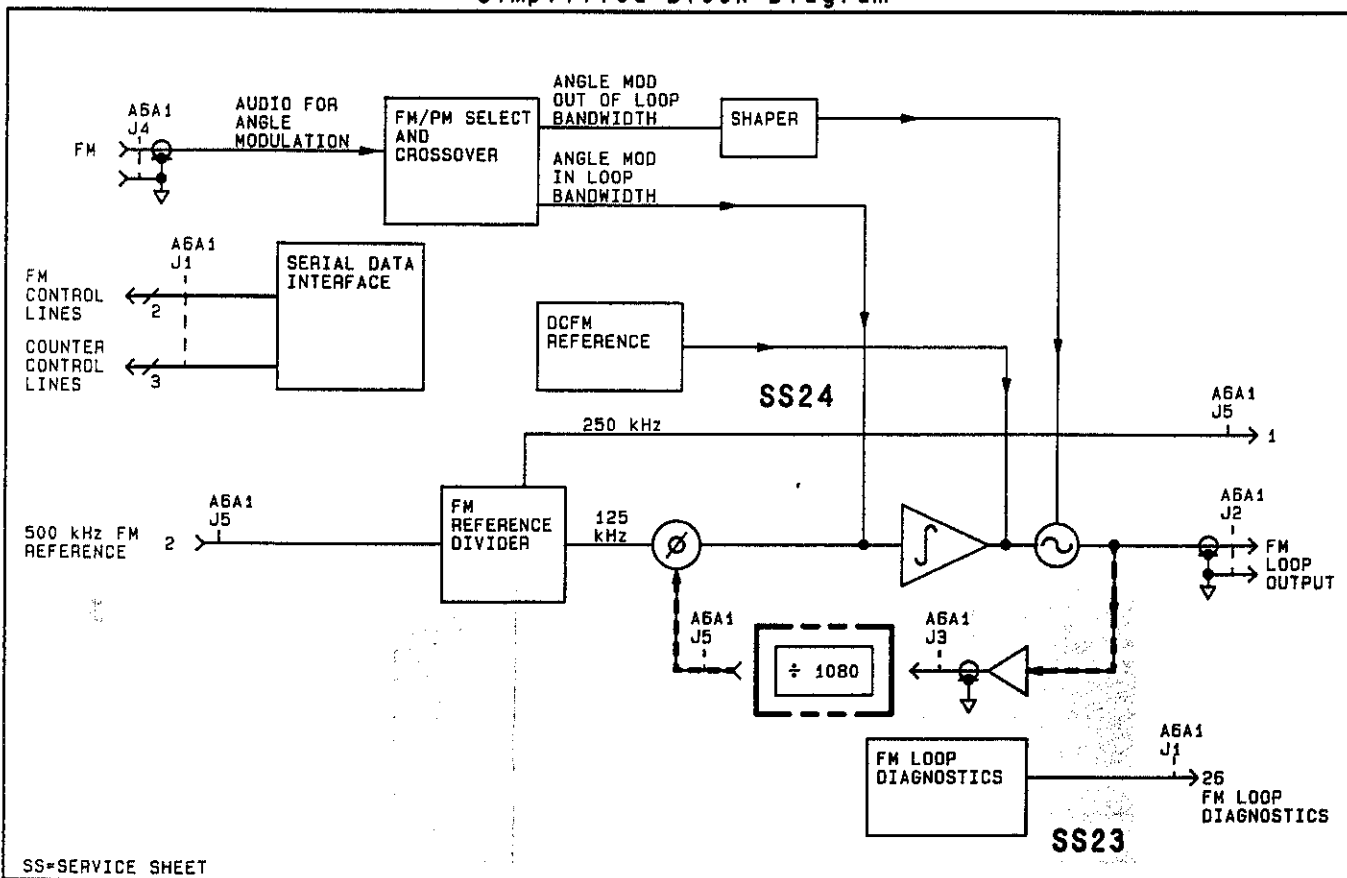 Simplified Block Diagram
A6A1
J4
FM
AUDIO FOR
ANGLE
MODULATION
FM/PM SELECT
AND
CROSSOVER
ANGLE MOD
OUT OF LOOP
BANDWIDTH
SHAPER
ANGLE MOD
IN LOOP
BANDWIDTH
A6A1
J1
FM
CONTROL
LINES
2
COUNTER
CONTROL
LINES
3
SERIAL DATA
INTERFACE
DCFM
REFERENCE
SS24
250 kHz
A6A1
J5
1
500 kHz FM
REFERENCE
2
A6A1
J5
FM
REFERENCE
DIVIDER
125
kHz
A6A1
J2
FM
LOOP
OUTPUT
A6A1
J5
÷ 1080
A6A1
J3
FM LOOP
DIAGNOSTICS
A6A1
J1
26
FM LOOP
DIAGNOSTICS
SS23
SS=SERVICE SHEET